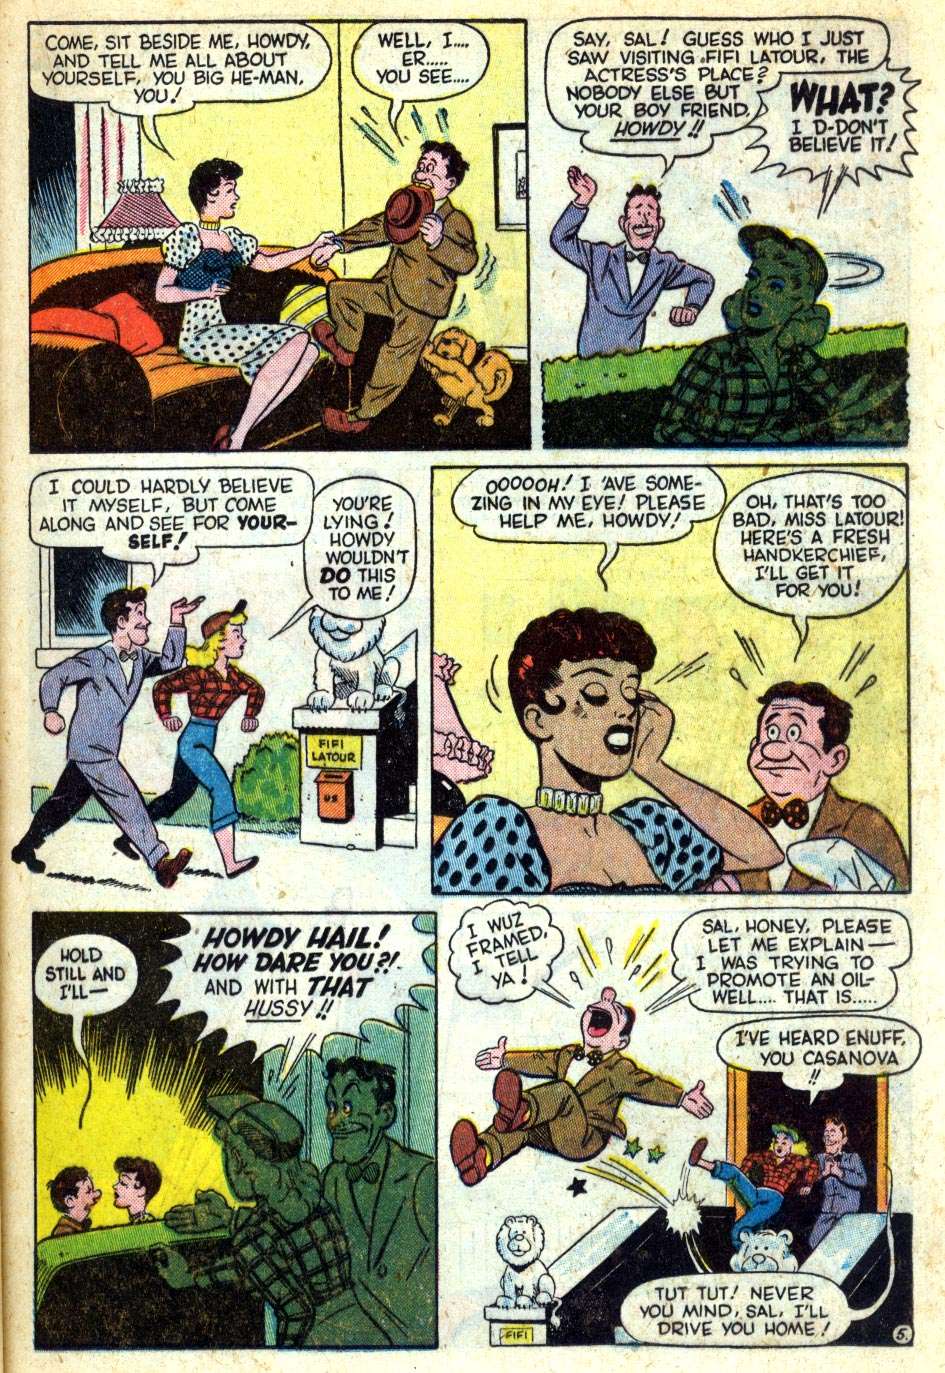 COME, SIT BESIDE ME, HOWDY,
AND TELL ME ALL ABOUT
YOURSELF, YOU BIG HE-MAN,
YOU!
WELL, I....
ER.....
YOU SEE....
SAY, SAL! GUESS WHO I JUST
SAW VISITING FIFI LATOUR, THE
ACTRESS'S PLACE?
NOBODY ELSE BUT
YOUR BOY FRIEND,
HOWDY!!
WHAT?
I D-DON'T
BELIEVE IT!
I COULD HARDLY BELIEVE
IT MYSELF, BUT COME
ALONG AND SEE FOR YOUR-
SELF!
YOU'RE
LYING!
HOWDY
WOULDN'T
DO THIS
TO ME!
FIFI
LATOUR
US
OOOOOH! I 'AVE SOME-
ZING IN MY EYE! PLEASE
HELP ME, HOWDY!
OH, THAT'S TOO
BAD, MISS LATOUR!
HERE'S A FRESH
HANDKERCHIEF,
I'LL GET IT
FOR YOU!
HOLD
STILL AND
I'LL—
HOWDY HAIL!
HOW DARE YOU?!
AND WITH THAT
HUSSY!!
I WUZ
FRAMED,
I TELL
YA!
SAL, HONEY, PLEASE
LET ME EXPLAIN—
I WAS TRYING TO
PROMOTE AN OIL-
WELL.... THAT IS.....
I'VE HEARD ENUFF,
YOU CASANOVA
!!
TUT TUT! NEVER
YOU MIND, SAL, I'LL
DRIVE YOU HOME!
FIFI
5.